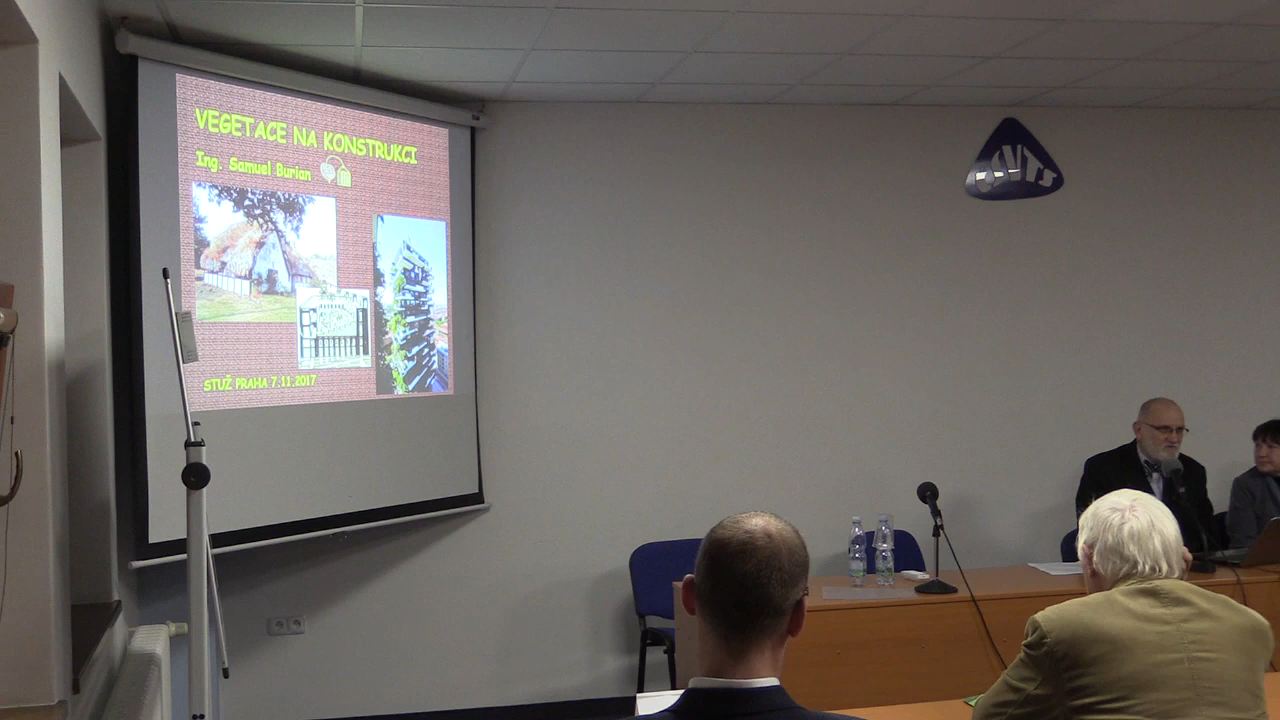 VEGETACE NA KONSTRUKCI
Ing. Samuel Burian
STUŽ PRAHA 7.11.2017
ČSVTS